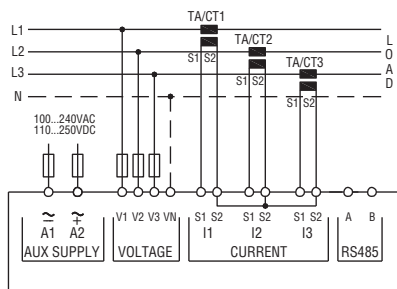 TA/CT1
L1
L2
TA/CT2
S1 S2
L3
TA/CT3
S1 S2
N
S1 S2
LOAD
100...240VAC
110...250VDC
A1 A2
V1 V2 V3 VN
S1 S2 S1 S2 S1 S2
A B
I1 I2 I3
AUX SUPPLY
VOLTAGE
CURRENT
RS485